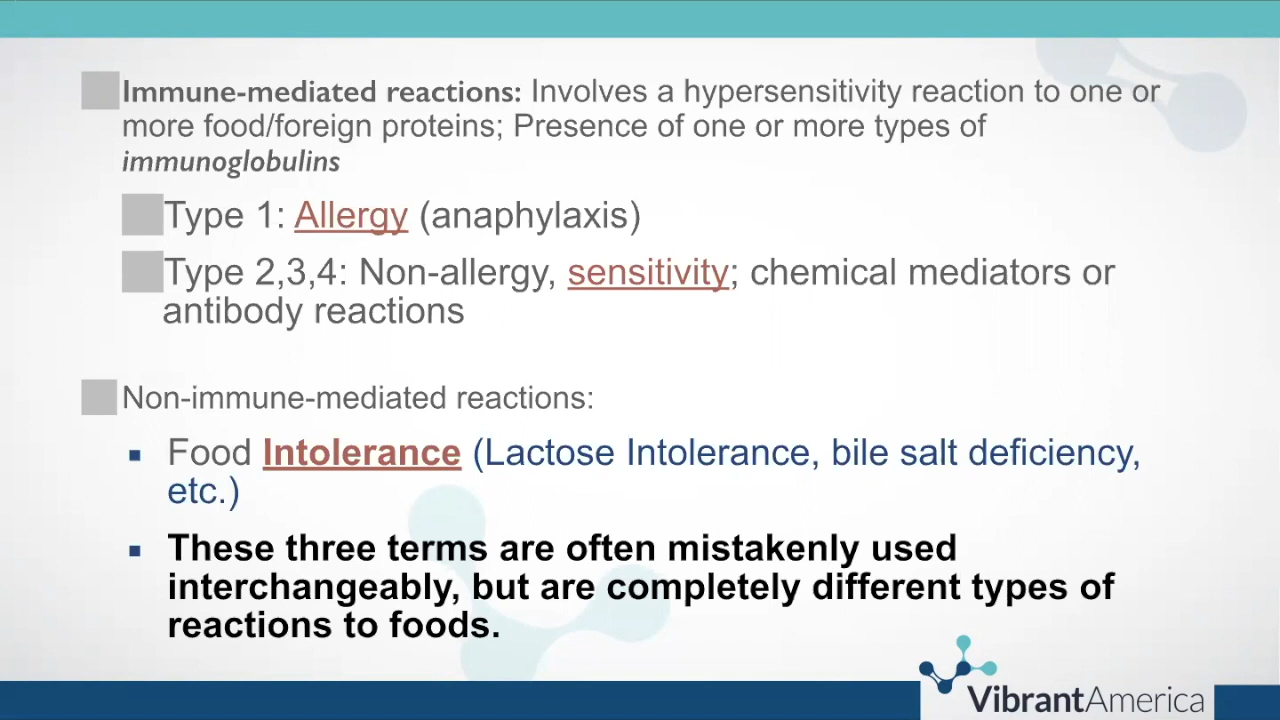 Immune-mediated reactions: Involves a hypersensitivity reaction to one or
more food/foreign proteins; Presence of one or more types of
immunoglobulins
Type 1: Allergy (anaphylaxis)
Type 2,3,4: Non-allergy, sensitivity; chemical mediators or
antibody reactions
Non-immune-mediated reactions:
▪ Food Intolerance (Lactose Intolerance, bile salt deficiency,
etc.)
▪ These three terms are often mistakenly used
interchangeably, but are completely different types of
reactions to foods.
VibrantAmerica